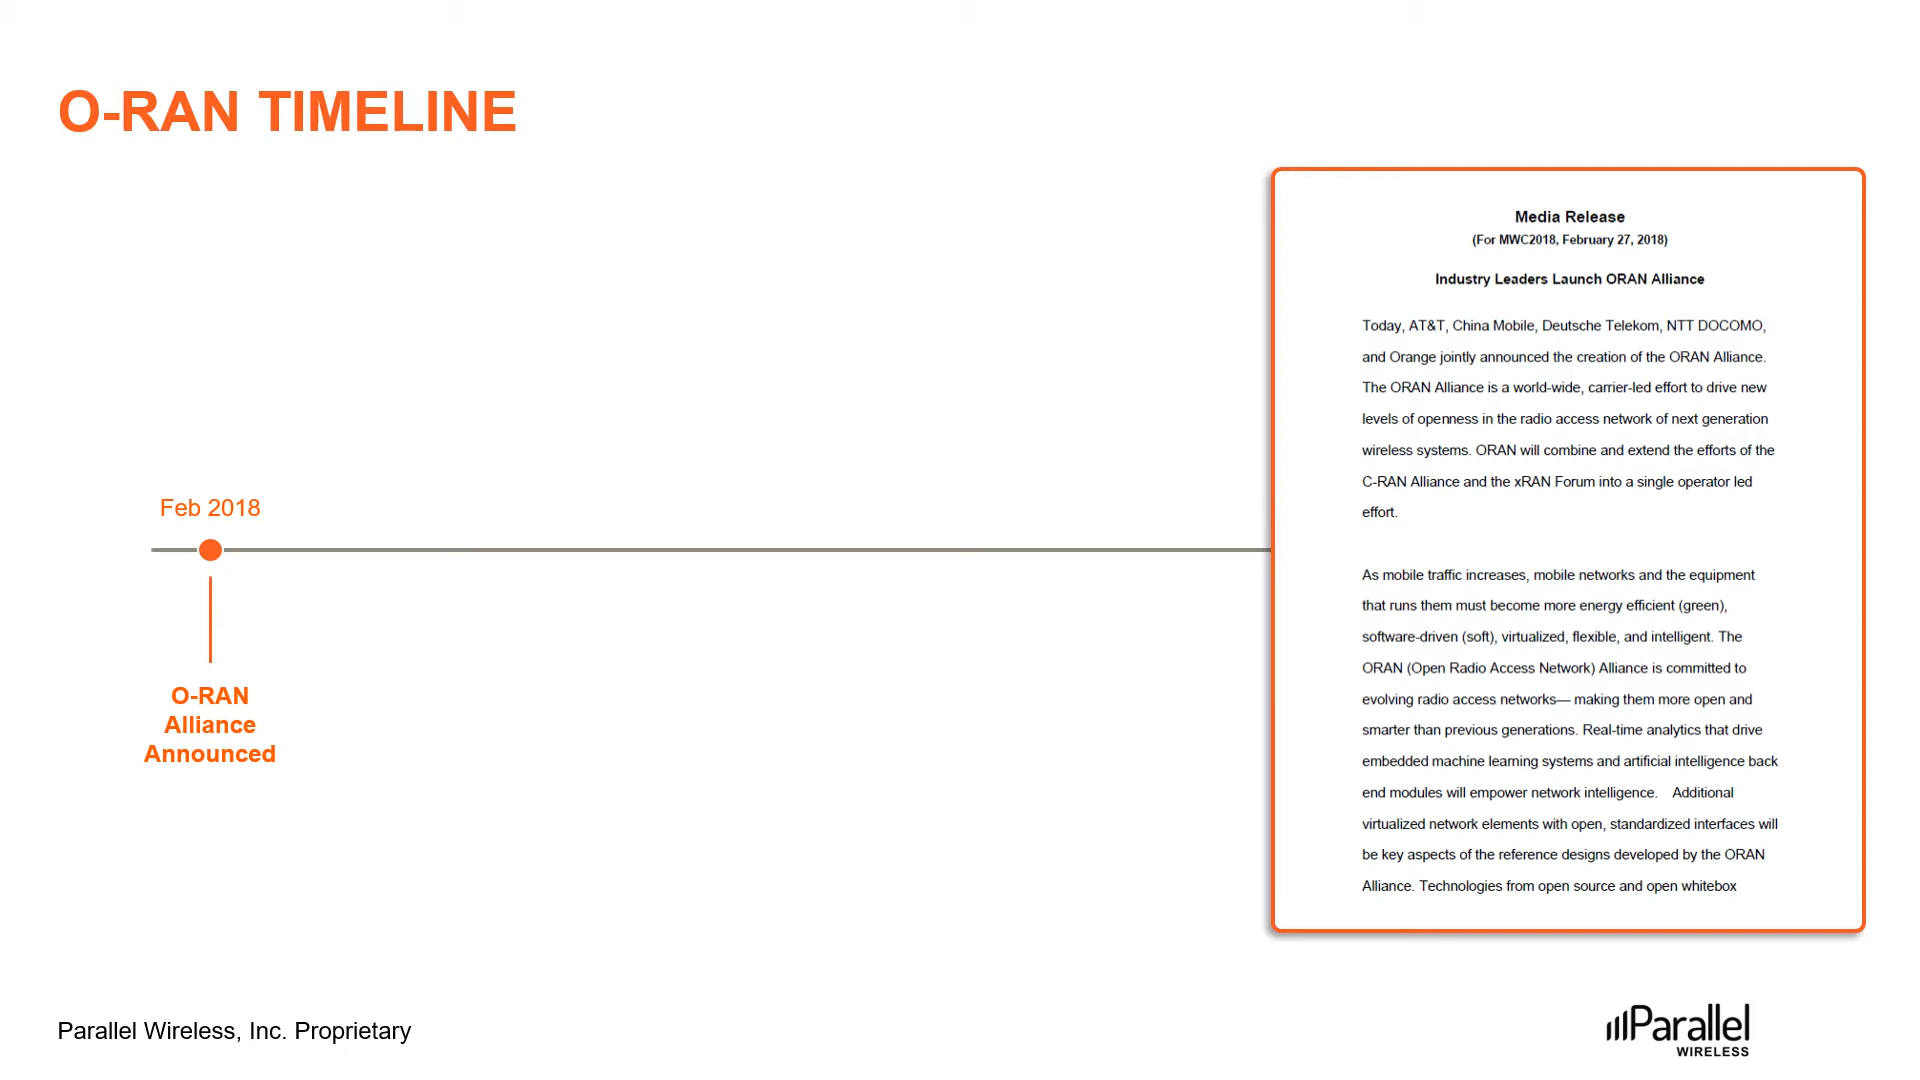 O-RAN TIMELINE
Media Release
(For MWC2018, February 27, 2018)
Industry Leaders Launch ORAN Alliance
Today, AT&T, China Mobile, Deutsche Telekom, NTT DOCOMO,
and Orange jointly announced the creation of the ORAN Alliance.
The ORAN Alliance is a world-wide, carrier-led effort to drive new
levels of openness in the radio access network of next generation
wireless systems. ORAN will combine and extend the efforts of the
C-RAN Alliance and the xRAN Forum into a single operator led
effort.
As mobile traffic increases, mobile networks and the equipment
that runs them must become more energy efficient (green),
software-driven (soft), virtualized, flexible, and intelligent. The
ORAN (Open Radio Access Network) Alliance is committed to
evolving radio access networks— making them more open and
smarter than previous generations. Real-time analytics that drive
embedded machine learning systems and artificial intelligence back
end modules will empower network intelligence. Additional
virtualized network elements with open, standardized interfaces will
be key aspects of the reference designs developed by the ORAN
Alliance. Technologies from open source and open whitebox
Feb 2018
O-RAN
Alliance
Announced
Parallel Wireless, Inc. Proprietary
Parallel
WIRELESS